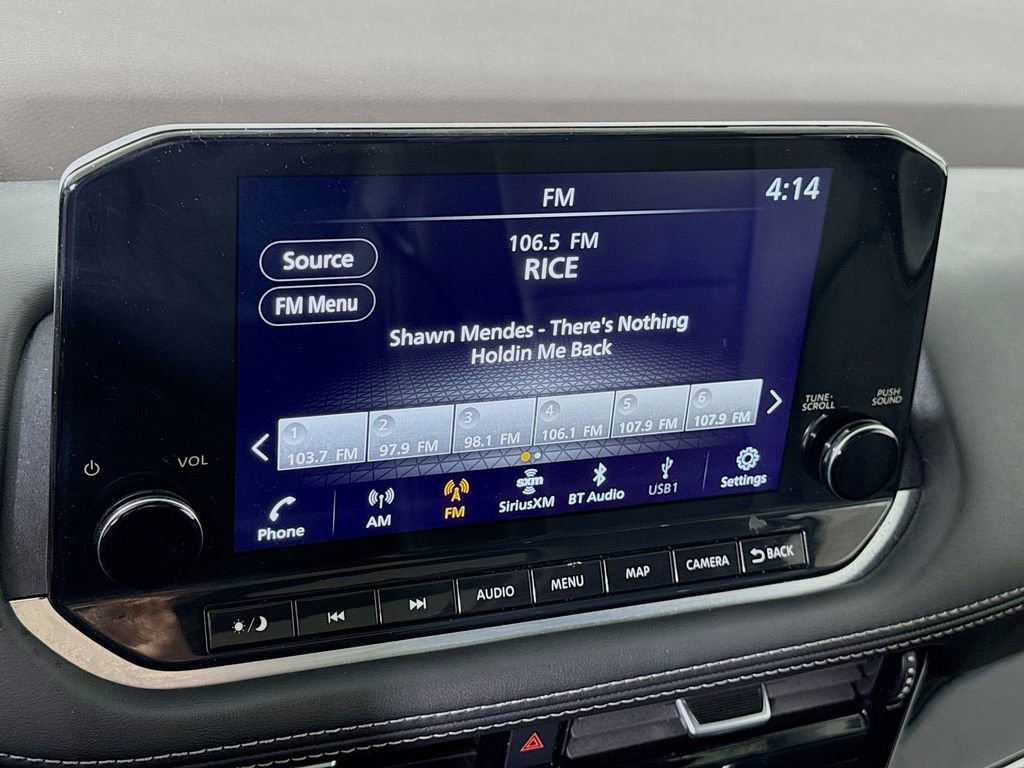 FM
4:14
Source
106.5 FM
RICE
FM Menu
Shawn Mendes - There's Nothing
Holdin Me Back
1
103.7 FM
2
97.9 FM
3
98.1 FM
4
106.1 FM
5
107.9 FM
6
107.9 FM
TUNE·
SCROLL
PUSH
SOUND
VOL
Phone
AM
FM
sxm
SiriusXM
BT Audio
USB1
Settings
AUDIO
MENU
MAP
CAMERA
BACK